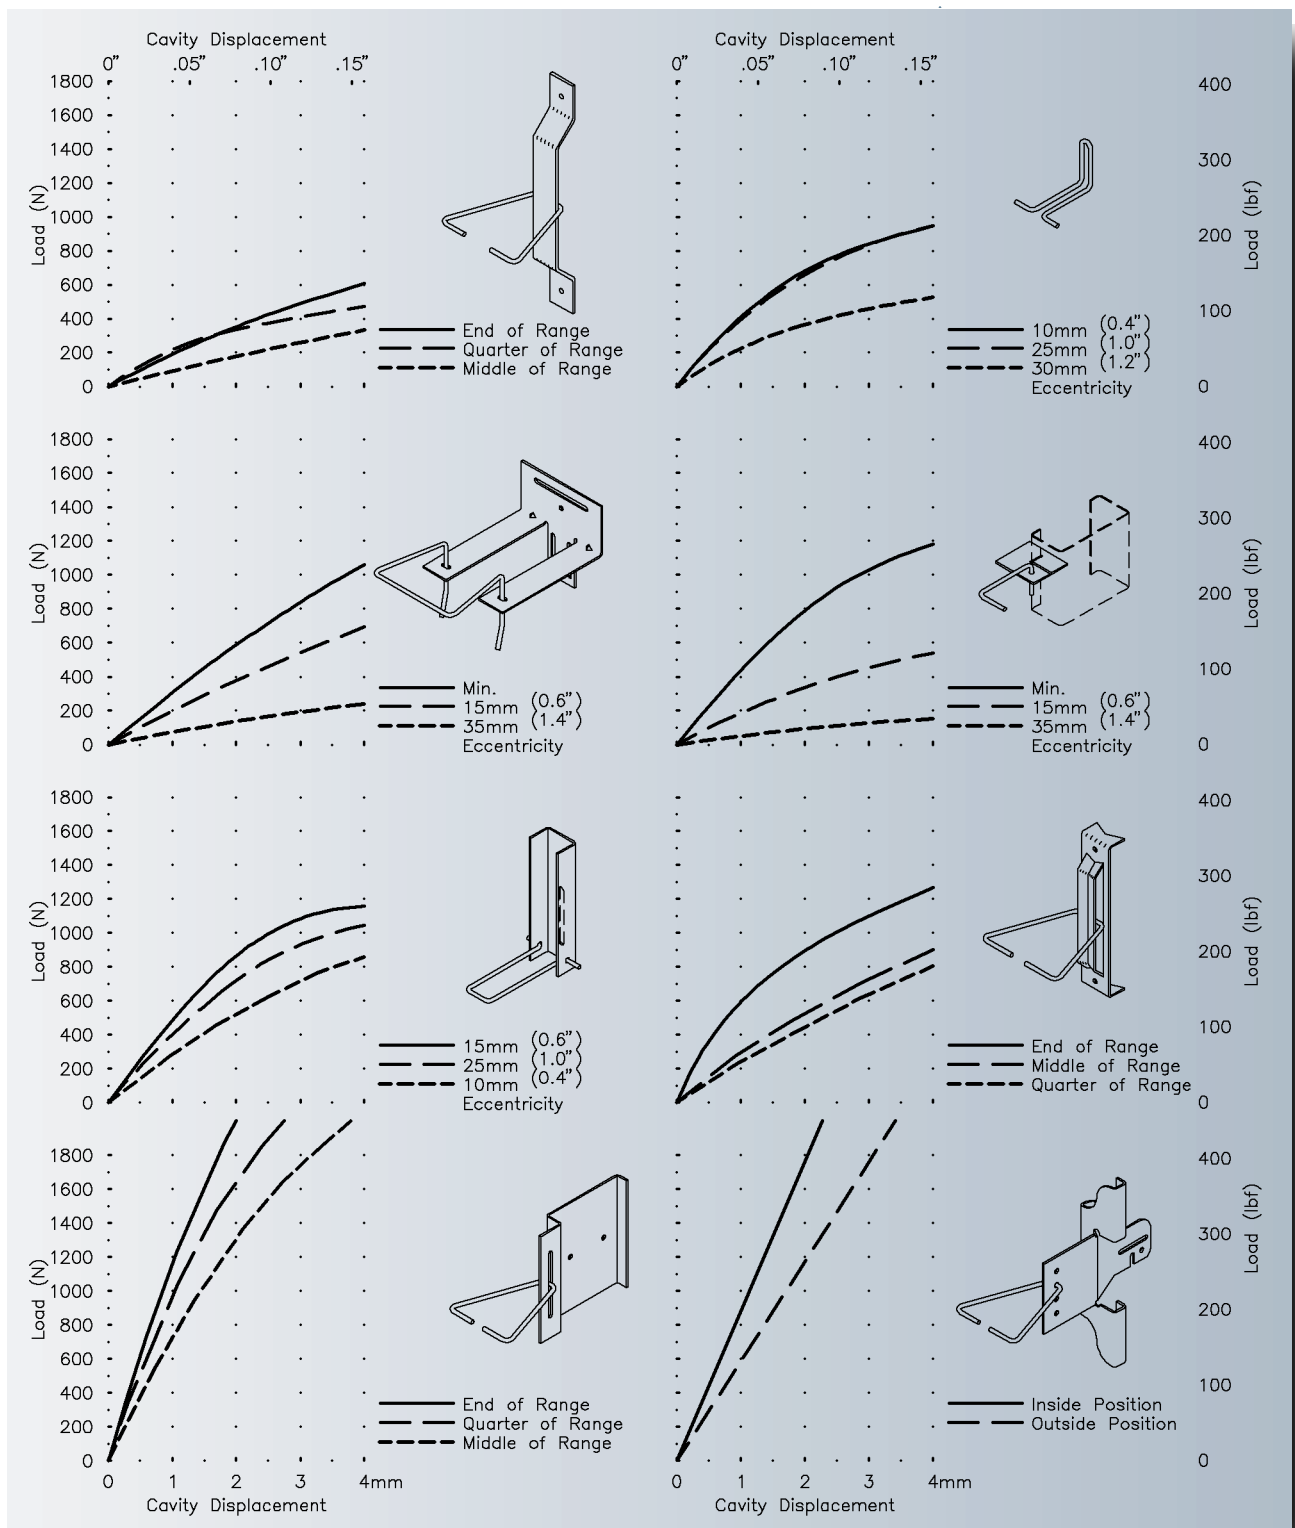 Cavity Displacement
0" .05" .10" .15"
1800
1600
1400
1200
1000
800
600
400
200
0
Load (N)
End of Range
Quarter of Range
Middle of Range
Cavity Displacement
0" .05" .10" .15"
400
300
200
100
0
Load (lbf)
10mm (0.4")
25mm (1.0")
30mm (1.2")
Eccentricity
1800
1600
1400
1200
1000
800
600
400
200
0
Load (N)
Min.
15mm (0.6")
35mm (1.4")
Eccentricity
400
300
200
100
0
Load (lbf)
Min.
15mm (0.6")
35mm (1.4")
Eccentricity
1800
1600
1400
1200
1000
800
600
400
200
0
Load (N)
15mm (0.6")
25mm (1.0")
10mm (0.4")
Eccentricity
400
300
200
100
0
Load (lbf)
End of Range
Middle of Range
Quarter of Range
1800
1600
1400
1200
1000
800
600
400
200
0
Load (N)
End of Range
Quarter of Range
Middle of Range
0 1 2 3 4mm
Cavity Displacement
400
300
200
100
0
Load (lbf)
Inside Position
Outside Position
0 1 2 3 4mm
Cavity Displacement